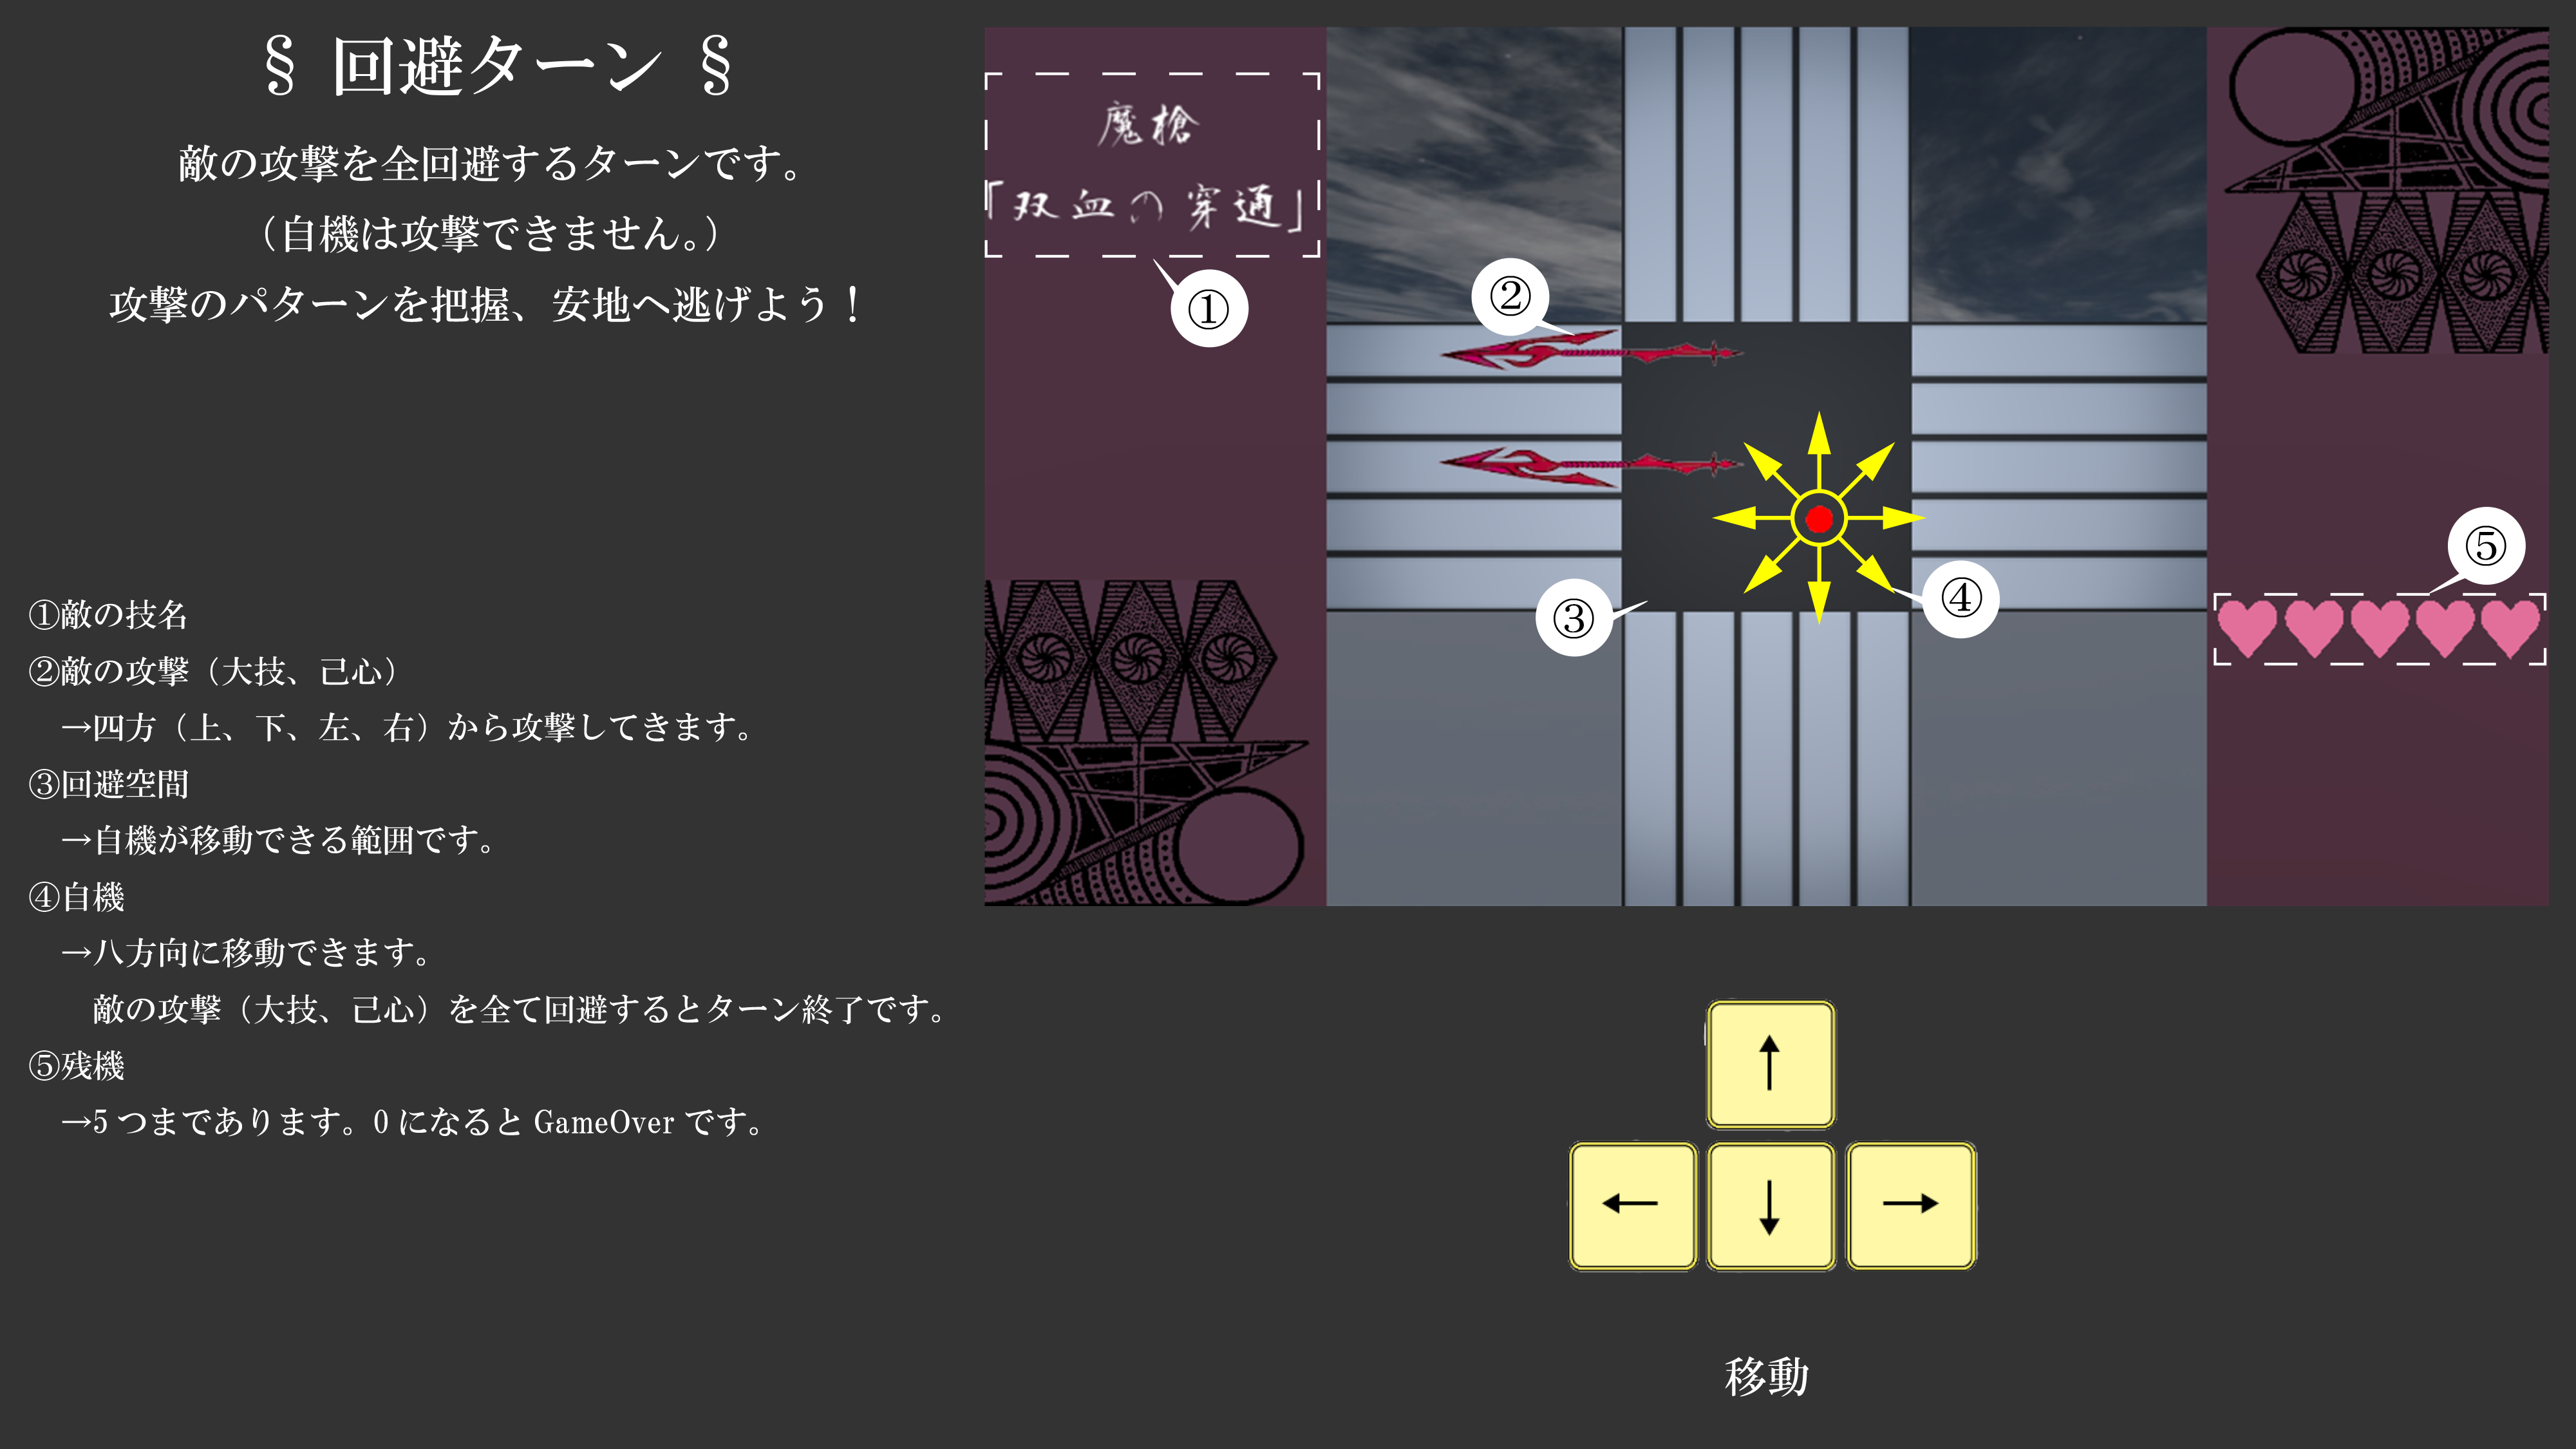 § 回避ターン §
敵の攻撃を全回避するターンです。
（自機は攻撃できません。）
攻撃のパターンを把握、安地へ逃げよう！
①敵の技名
②敵の攻撃（大技、己心）
→四方（上、下、左、右）から攻撃してきます。
③回避空間
→自機が移動できる範囲です。
④自機
→八方向に移動できます。
敵の攻撃（大技、己心）を全て回避するとターン終了です。
⑤残機
→5つまであります。0になるとGameOverです。
魔槍
「双血の穿通」
①
②
③
④
⑤
↑
← ↓ →
移動